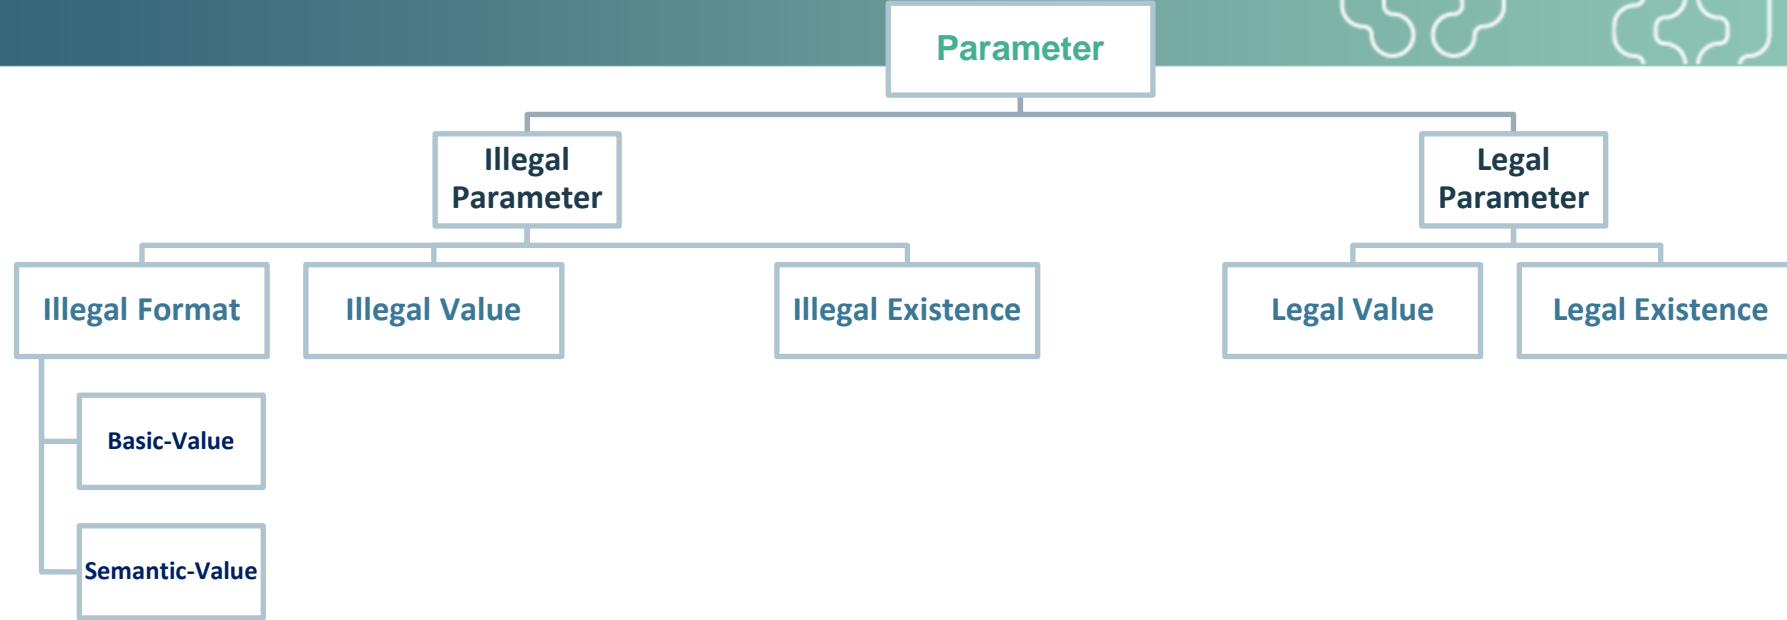 Parameter
Illegal
Parameter
Legal
Parameter
Illegal Format
Illegal Value
Illegal Existence
Legal Value
Legal Existence
Basic-Value
Semantic-Value